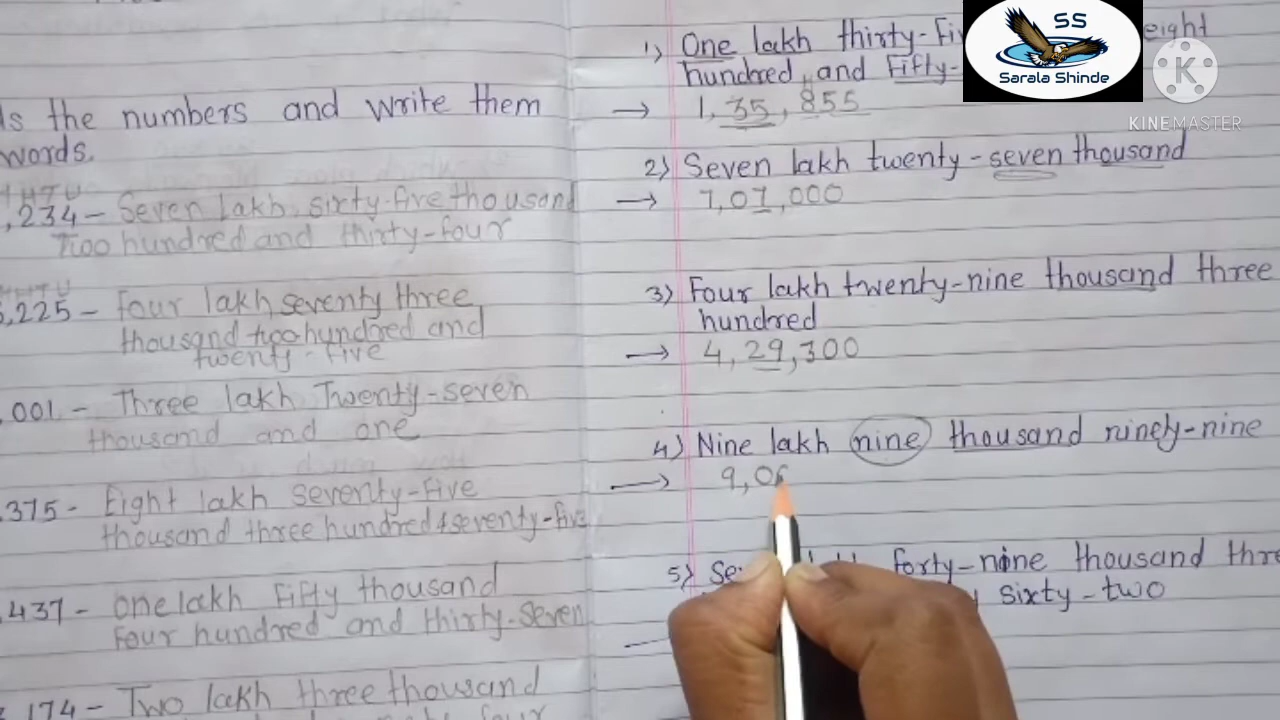 ds the numbers and write them
words.
THTU
,234 - Seven lakh, sixty-five thousand
two hundred and thirty-four
,225 - Four lakh, seventy three
thousand two hundred and
twenty-five
001 - Three lakh Twenty-seven
thousand and one
375 - Eight lakh seventy-five
thousand three hundred & seventy-five
437 - One lakh Fifty thousand
Four hundred and thirty-seven
174 - Two lakh three thousand
four
1) One lakh thirty- eight
hundred and Fifty-
→ 1,35,855
2) Seven lakh twenty-seven thousand
→ 7,07,000
3) Four lakh twenty-nine thousand three
hundred
→ 4,29,300
4) Nine lakh nine thousand ninety-nine
→ 9,0
5) forty-nine thousand
sixty-two
SS
Sarala Shinde
K
KINEMASTER